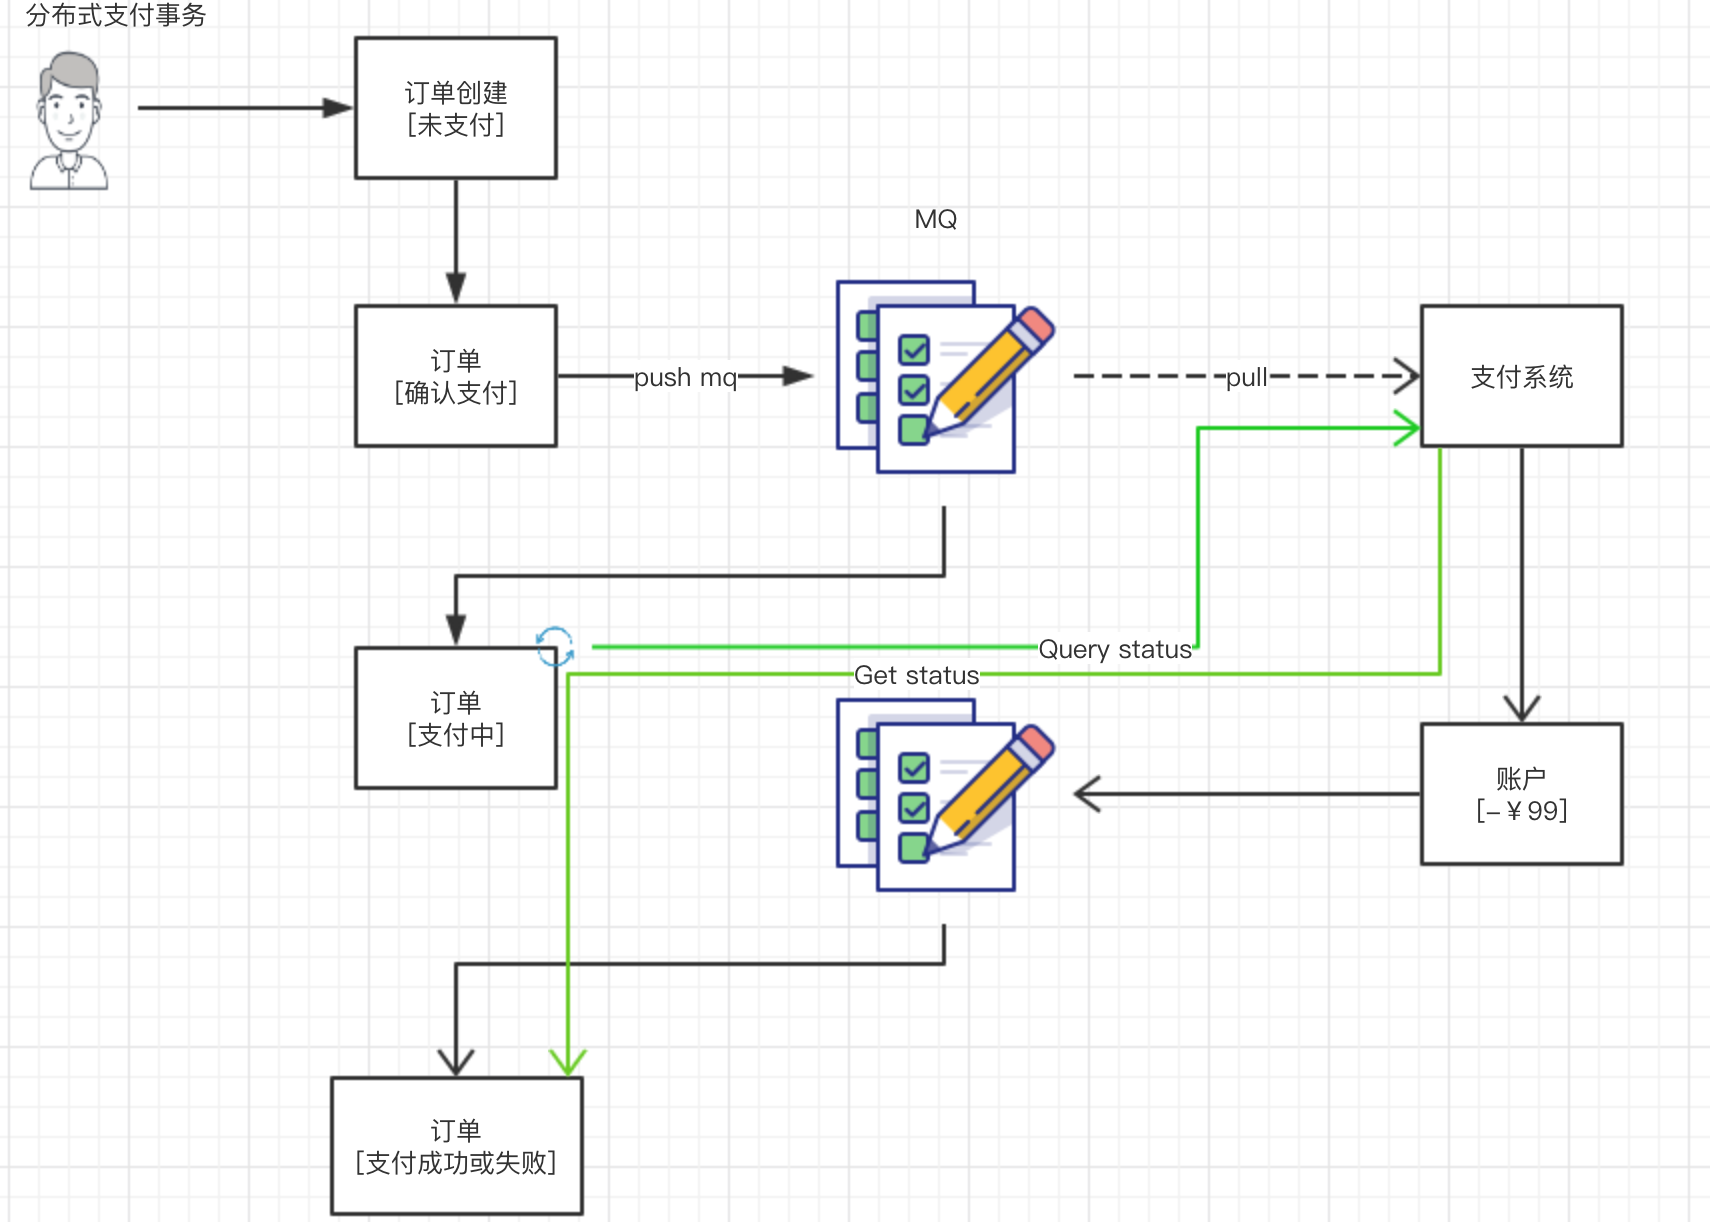 分布式支付事务
订单创建
[未支付]
MQ
订单
[确认支付]
push mq
pull
支付系统
Query status
Get status
订单
[支付中]
账户
[-￥99]
订单
[支付成功或失败]